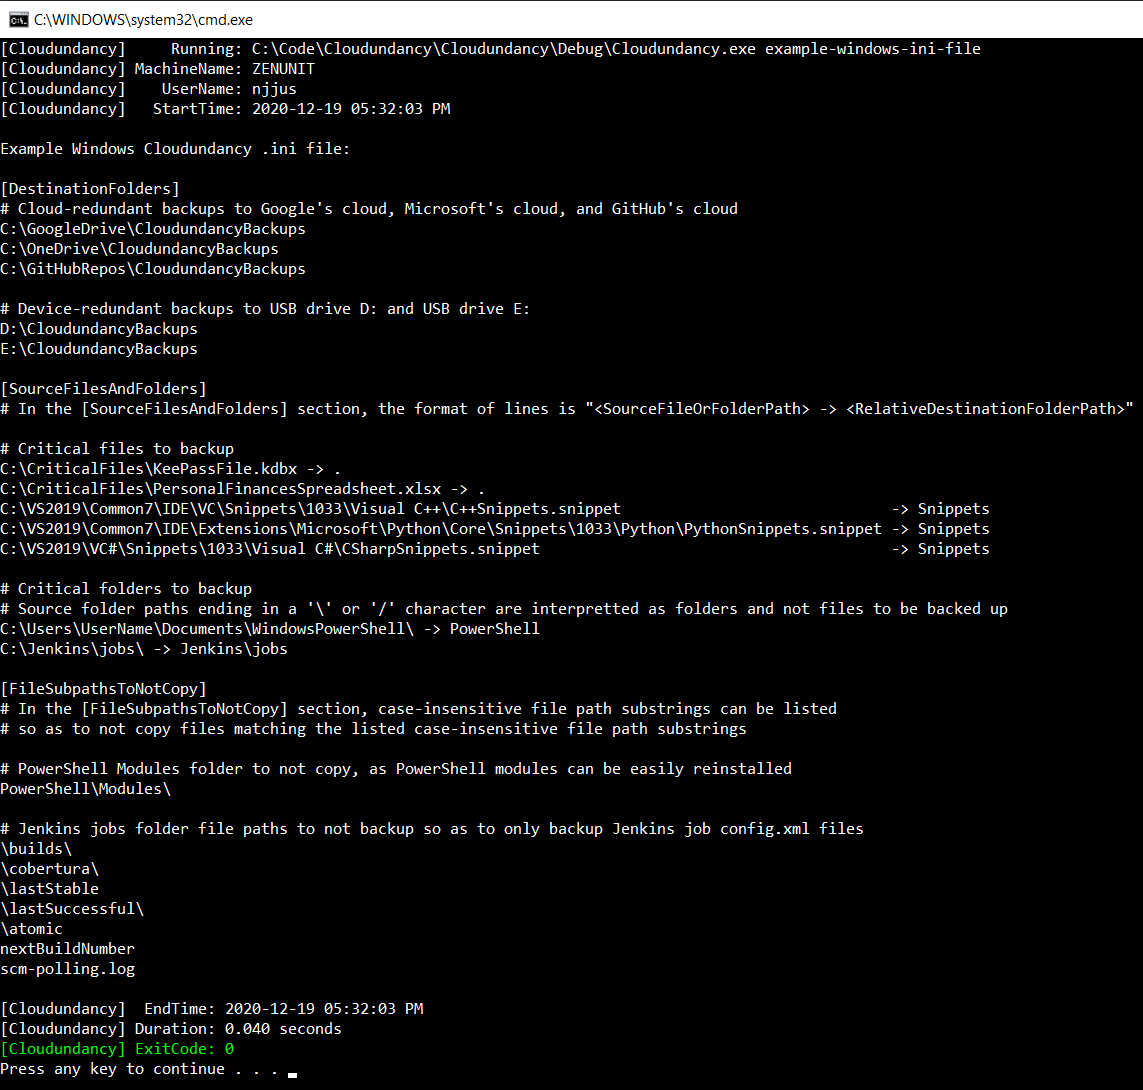 C:\WINDOWS\system32\cmd.exe
[Cloudundancy]     Running: C:\Code\Cloudundancy\Cloudundancy\Debug\Cloudundancy.exe example-windows-ini-file
[Cloudundancy] MachineName: ZENUNIT
[Cloudundancy]    UserName: njjus
[Cloudundancy]   StartTime: 2020-12-19 05:32:03 PM

Example Windows Cloudundancy .ini file:

[DestinationFolders]
# Cloud-redundant backups to Google's cloud, Microsoft's cloud, and GitHub's cloud
C:\GoogleDrive\CloudundancyBackups
C:\OneDrive\CloudundancyBackups
C:\GitHubRepos\CloudundancyBackups

# Device-redundant backups to USB drive D: and USB drive E:
D:\CloudundancyBackups
E:\CloudundancyBackups

[SourceFilesAndFolders]
# In the [SourceFilesAndFolders] section, the format of lines is "<SourceFileOrFolderPath> -> <RelativeDestinationFolderPath>"

# Critical files to backup
C:\CriticalFiles\KeePassFile.kdbx -> .
C:\CriticalFiles\PersonalFinancesSpreadsheet.xlsx -> .
C:\VS2019\Common7\IDE\VC\Snippets\1033\Visual C++\C++Snippets.snippet                              -> Snippets
C:\VS2019\Common7\IDE\Extensions\Microsoft\Python\Core\Snippets\1033\Python\PythonSnippets.snippet -> Snippets
C:\VS2019\VC#\Snippets\1033\Visual C#\CSharpSnippets.snippet                                       -> Snippets

# Critical folders to backup
# Source folder paths ending in a '\' or '/' character are interpretted as folders and not files to be backed up
C:\Users\UserName\Documents\WindowsPowerShell\ -> PowerShell
C:\Jenkins\jobs\ -> Jenkins\jobs

[FileSubpathsToNotCopy]
# In the [FileSubpathsToNotCopy] section, case-insensitive file path substrings can be listed
# so as to not copy files matching the listed case-insensitive file path substrings

# PowerShell Modules folder to not copy, as PowerShell modules can be easily reinstalled
PowerShell\Modules\

# Jenkins jobs folder file paths to not backup so as to only backup Jenkins job config.xml files
\builds\
\cobertura\
\lastStable
\lastSuccessful\
\atomic
nextBuildNumber
scm-polling.log

[Cloudundancy]  EndTime: 2020-12-19 05:32:03 PM
[Cloudundancy] Duration: 0.040 seconds
[Cloudundancy] ExitCode: 0
Press any key to continue . . .